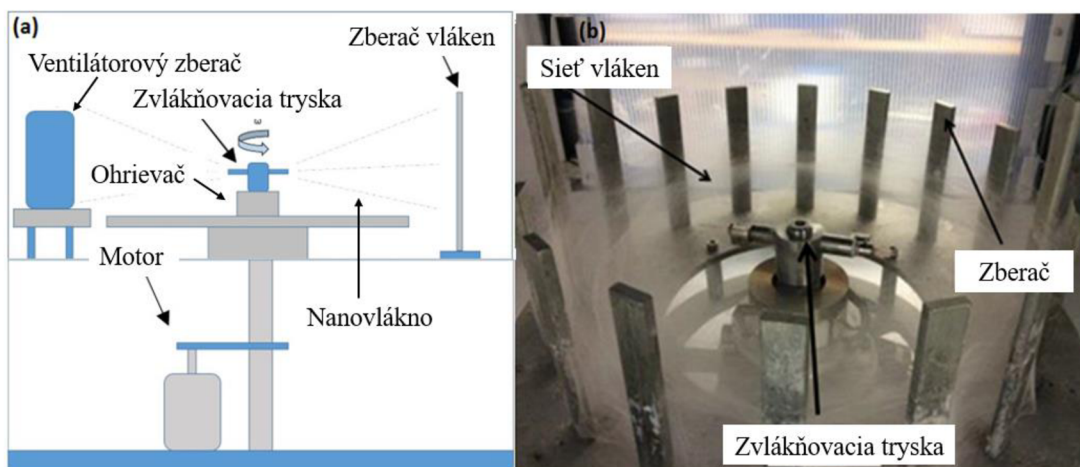 (a)
Ventilátorový zberač
Zberač vláken
Zvlákňovacia tryska
ω
Ohrievač
Motor
Nanovlákno
(b)
Sieť vláken
Zberač
Zvlákňovacia tryska